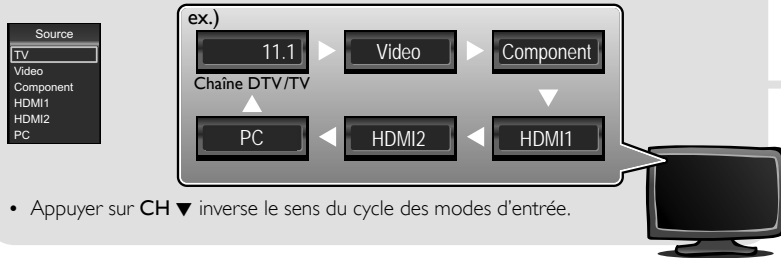 Source
TV
Video
Component
HDMI1
HDMI2
PC
ex.)
11.1
Video
Component
Chaîne DTV/TV
PC
HDMI2
HDMI1
• Appuyer sur CH ▼ inverse le sens du cycle des modes d’entrée.